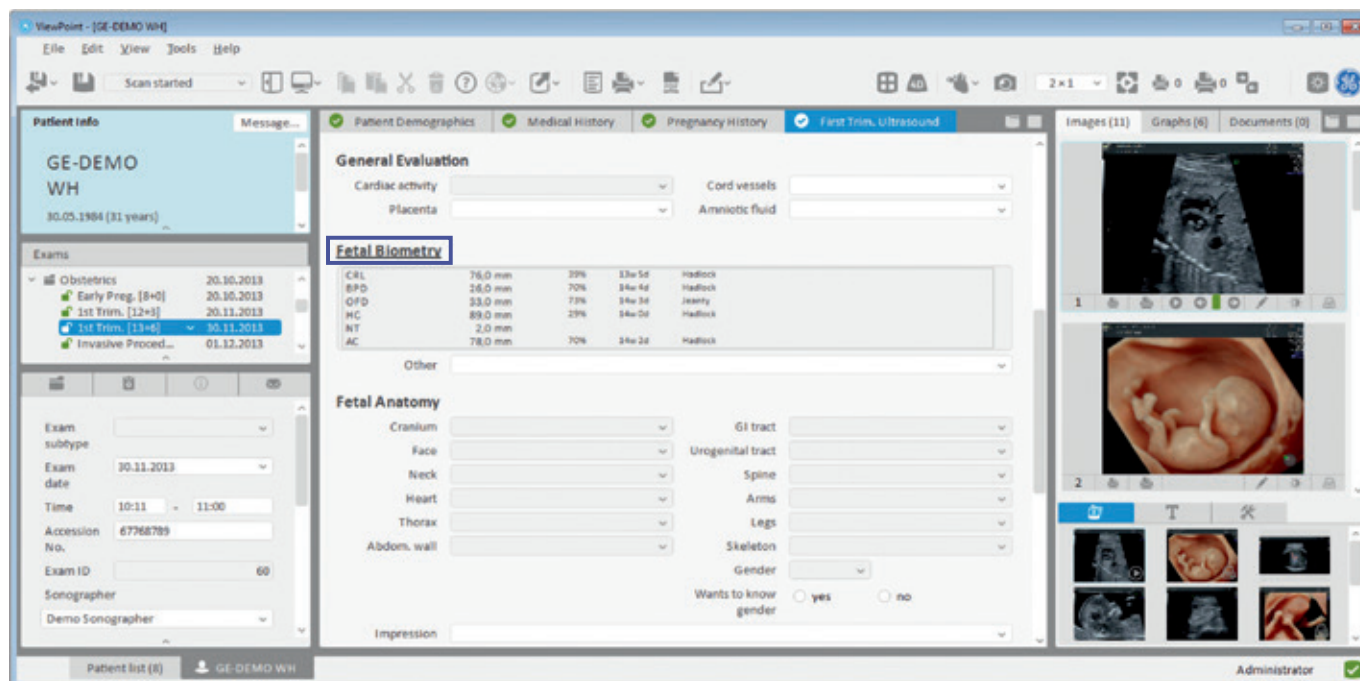 ViewPoint - [GE-DEMO WH]
File Edit View Tools Help
Scan started
2×1
0
0
Patient Info
Message...
GE-DEMO
WH
30.05.1984 (31 years)
Exams
Obstetrics 20.10.2013
Early Preg. [8+0] 20.10.2013
1st Trim. [12+3] 20.11.2013
1st Trim. [13+6] 30.11.2013
Invasive Proced... 01.12.2013
Exam subtype
Exam date 30.11.2013
Time 10:11 - 11:00
Accession No. 67768789
Exam ID 60
Sonographer
Demo Sonographer
Patient Demographics Medical History Pregnancy History First Trim. Ultrasound
General Evaluation
Cardiac activity Cord vessels
Placenta Amniotic fluid
Fetal Biometry
CRL 76,0 mm 39% 13w 5d Hadlock
BPD 26,0 mm 70% 14w 4d Hadlock
OFD 33,0 mm 73% 14w 3d Jeanty
HC 89,0 mm 29% 14w 0d Hadlock
NT 2,0 mm
AC 78,0 mm 70% 14w 2d Hadlock
Other
Fetal Anatomy
Cranium GI tract
Face Urogenital tract
Neck Spine
Heart Arms
Thorax Legs
Abdom. wall Skeleton
Gender
Wants to know gender yes no
Impression
Images (11) Graphs (6) Documents (0)
1
2
T
Patient list (8) GE-DEMO WH
Administrator